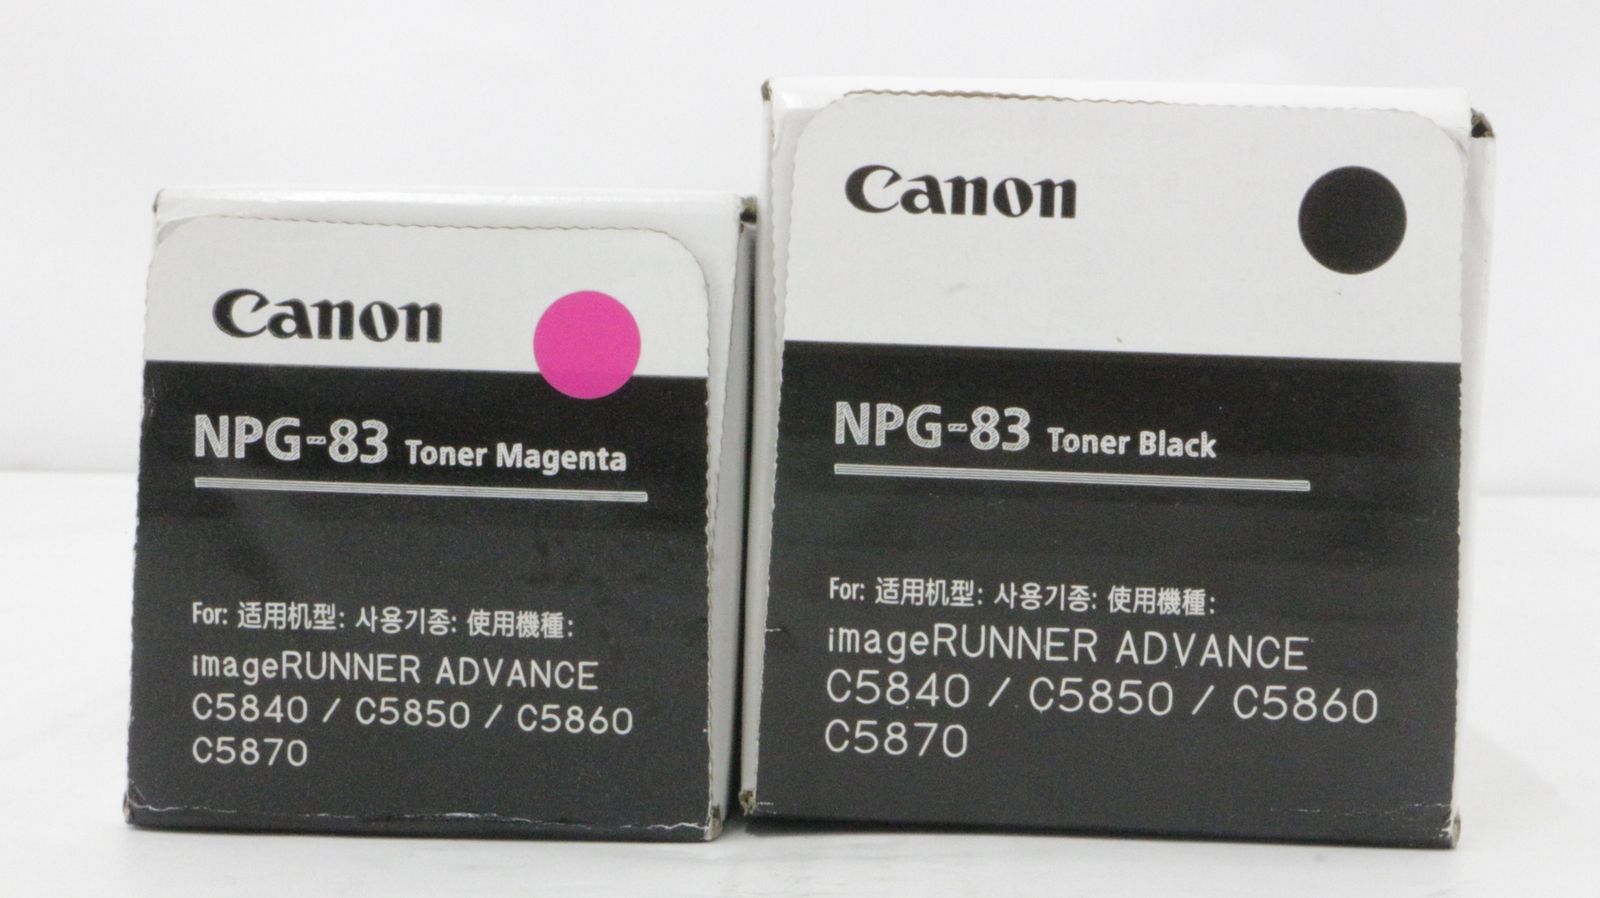 Canon
NPG-83 Toner Magenta
For: 适用机型: 사용기종: 使用機種:
imageRUNNER ADVANCE
C5840 / C5850 / C5860
C5870
Canon
NPG-83 Toner Black
For: 适用机型: 사용기종: 使用機種:
imageRUNNER ADVANCE
C5840 / C5850 / C5860
C5870